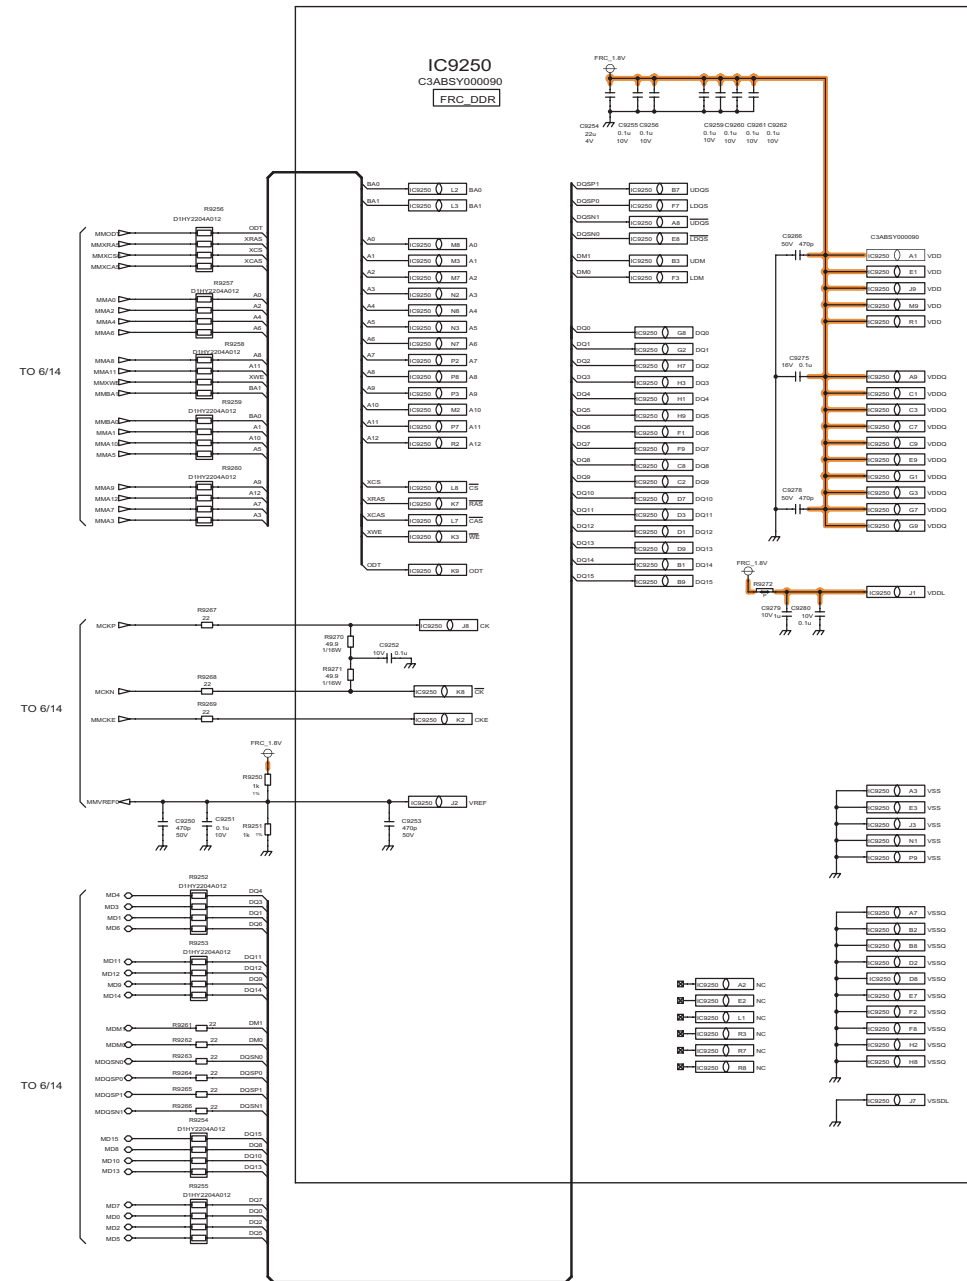 IC9250
C3ABSY000090
FRC_DDR
FRC_1.8V
C9254
22u
4V
C9255 C9256
0.1u 0.1u
10V 10V
C9259 C9260 C9261 C9262
0.1u 0.1u 0.1u 0.1u
10V 10V 10V 10V
TO 6/14
R9256
D1HY2204A012
MMODT ODT
MMXRAS XRAS
MMXCS XCS
MMXCAS XCAS
R9257
D1HY2204A012
MMA0 A0
MMA2 A2
MMA4 A4
MMA6 A6
R9258
D1HY2204A012
MMA8 A8
MMA11 A11
MMXWE XWE
MMBA1 BA1
R9259
D1HY2204A012
MMBA0 BA0
MMA1 A1
MMA10 A10
MMA5 A5
R9260
D1HY2204A012
MMA9 A9
MMA12 A12
MMA7 A7
MMA3 A3
BA0 IC9250 L2 BA0
BA1 IC9250 L3 BA1
A0 IC9250 M8 A0
A1 IC9250 M3 A1
A2 IC9250 M7 A2
A3 IC9250 N2 A3
A4 IC9250 N8 A4
A5 IC9250 N3 A5
A6 IC9250 N7 A6
A7 IC9250 P2 A7
A8 IC9250 P8 A8
A9 IC9250 P3 A9
A10 IC9250 M2 A10
A11 IC9250 P7 A11
A12 IC9250 R2 A12
XCS IC9250 L8 CS
XRAS IC9250 K7 RAS
XCAS IC9250 L7 CAS
XWE IC9250 K3 WE
ODT IC9250 K9 ODT
DQSP1 IC9250 B7 UDQS
DQSP0 IC9250 F7 LDQS
DQSN1 IC9250 A8 UDQS
DQSN0 IC9250 E8 LDQS
DM1 IC9250 B3 UDM
DM0 IC9250 F3 LDM
DQ0 IC9250 G8 DQ0
DQ1 IC9250 G2 DQ1
DQ2 IC9250 H7 DQ2
DQ3 IC9250 H3 DQ3
DQ4 IC9250 H1 DQ4
DQ5 IC9250 H9 DQ5
DQ6 IC9250 F1 DQ6
DQ7 IC9250 F9 DQ7
DQ8 IC9250 C8 DQ8
DQ9 IC9250 C2 DQ9
DQ10 IC9250 D7 DQ10
DQ11 IC9250 D3 DQ11
DQ12 IC9250 D1 DQ12
DQ13 IC9250 D9 DQ13
DQ14 IC9250 B1 DQ14
DQ15 IC9250 B9 DQ15
C9266
50V 470p
C3ABSY000090
IC9250 A1 VDD
IC9250 E1 VDD
IC9250 J9 VDD
IC9250 M9 VDD
IC9250 R1 VDD
C9275
16V 0.1u
IC9250 A9 VDDQ
IC9250 C1 VDDQ
IC9250 C3 VDDQ
IC9250 C7 VDDQ
IC9250 C9 VDDQ
IC9250 E9 VDDQ
IC9250 G1 VDDQ
IC9250 G3 VDDQ
IC9250 G7 VDDQ
IC9250 G9 VDDQ
C9278
50V 470p
FRC_1.8V
R9272
IC9250 J1 VDDL
C9279 C9280
10V 1u 10V
0.1u
TO 6/14
R9267
22
MCKP IC9250 J8 CK
R9270
49.9
1/16W
C9252
10V 0.1u
R9271
49.9
1/16W
R9268
22
MCKN IC9250 K8 CK
R9269
22
MMCKE IC9250 K2 CKE
FRC_1.8V
R9250
1k
1%
MMVREF0 IC9250 J2 VREF
C9250
470p
50V
C9251
0.1u
10V
R9251
1k 1%
C9253
470p
50V
IC9250 A3 VSS
IC9250 E3 VSS
IC9250 J3 VSS
IC9250 N1 VSS
IC9250 P9 VSS
IC9250 A7 VSSQ
IC9250 B2 VSSQ
IC9250 B8 VSSQ
IC9250 D2 VSSQ
IC9250 D8 VSSQ
IC9250 E7 VSSQ
IC9250 F2 VSSQ
IC9250 F8 VSSQ
IC9250 H2 VSSQ
IC9250 H8 VSSQ
IC9250 J7 VSSDL
IC9250 A2 NC
IC9250 E2 NC
IC9250 L1 NC
IC9250 R3 NC
IC9250 R7 NC
IC9250 R8 NC
TO 6/14
R9252
D1HY2204A012
MD4 DQ4
MD3 DQ3
MD1 DQ1
MD6 DQ6
R9253
D1HY2204A012
MD11 DQ11
MD12 DQ12
MD9 DQ9
MD14 DQ14
MDM1 R9261 22 DM1
MDM0 R9262 22 DM0
MDQSN0 R9263 22 DQSN0
MDQSP0 R9264 22 DQSP0
MDQSP1 R9265 22 DQSP1
MDQSN1 R9266 22 DQSN1
R9254
D1HY2204A012
MD15 DQ15
MD8 DQ8
MD10 DQ10
MD13 DQ13
R9255
D1HY2204A012
MD7 DQ7
MD0 DQ0
MD2 DQ2
MD5 DQ5